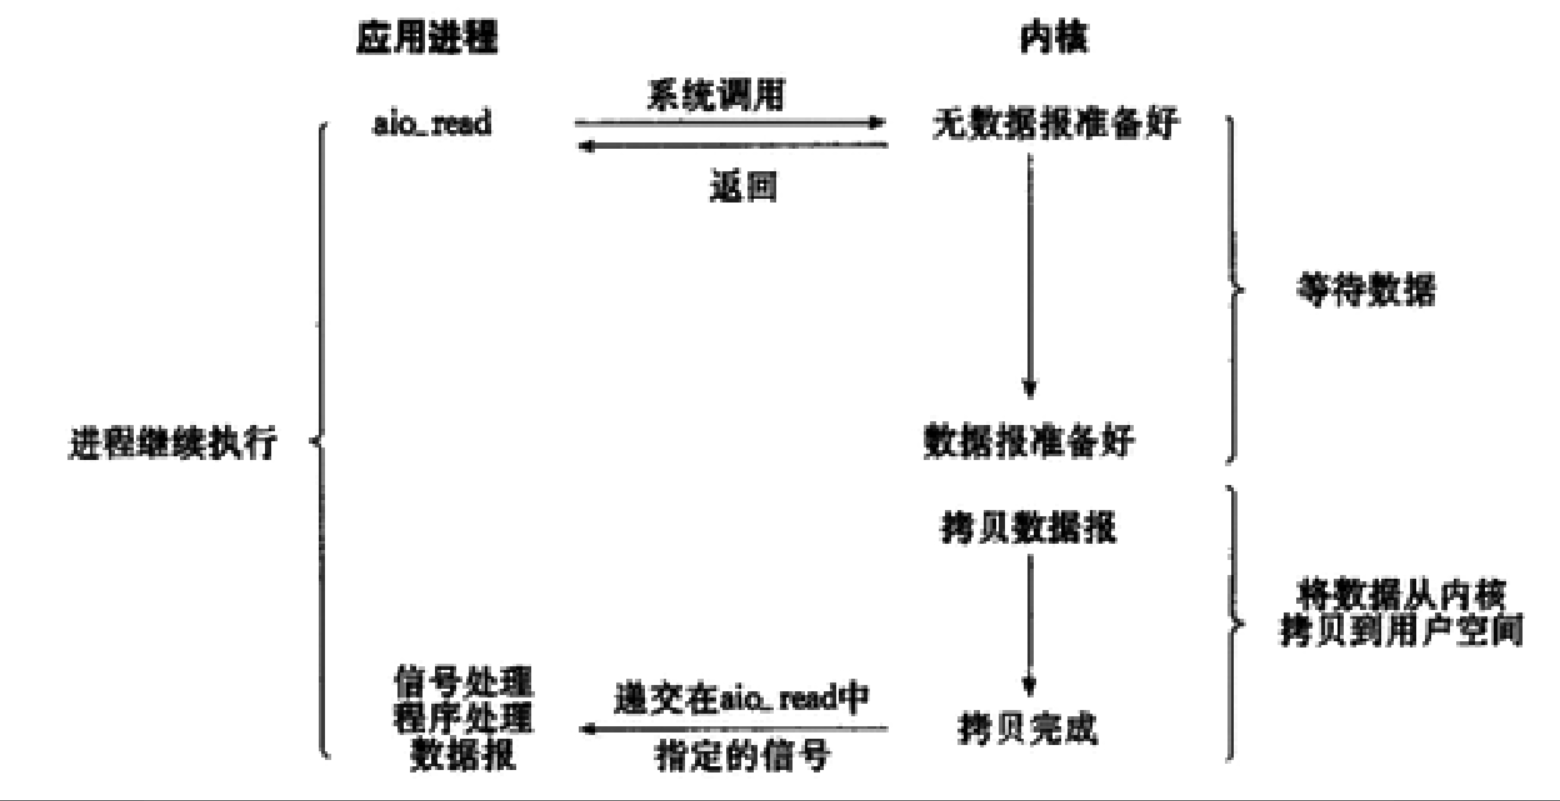 应用进程
内核
系统调用
aio_read
无数据报准备好
返回
等待数据
进程继续执行
数据报准备好
拷贝数据报
将数据从内核
拷贝到用户空间
信号处理
程序处理
数据报
递交在aio_read中
指定的信号
拷贝完成